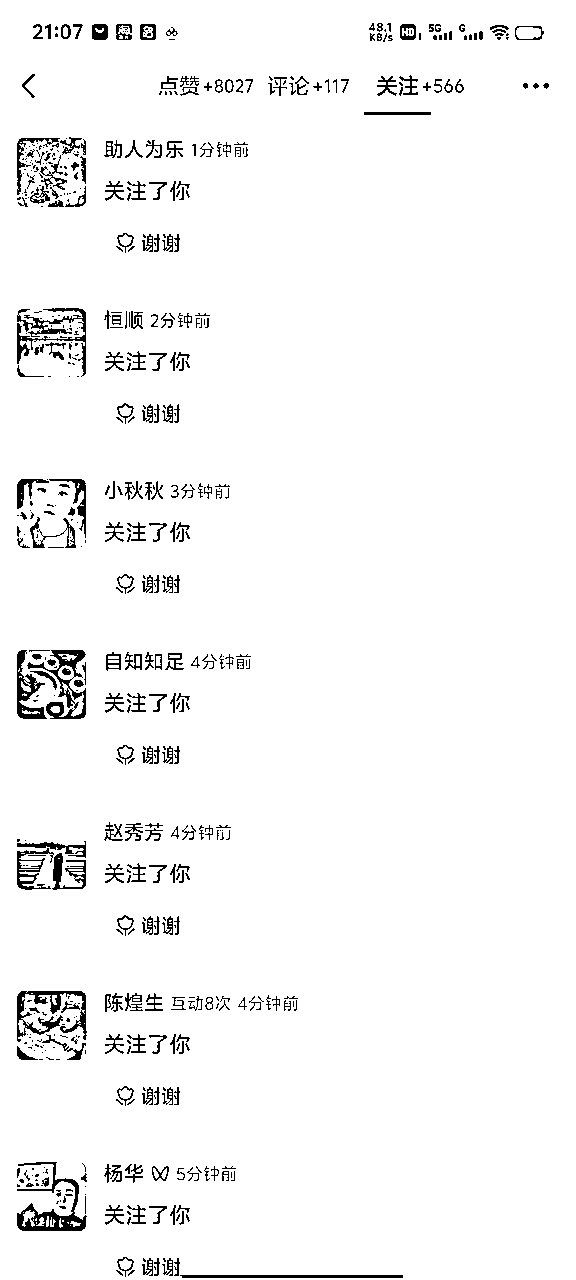 21:07 48.1 KB/s HD 5G G
点赞+8027 评论+117 关注+566
助人为乐 1分钟前
关注了你
谢谢
恒顺 2分钟前
关注了你
谢谢
小秋秋 3分钟前
关注了你
谢谢
自知知足 4分钟前
关注了你
谢谢
赵秀芳 4分钟前
关注了你
谢谢
陈煌生 互动8次 4分钟前
关注了你
谢谢
杨华 5分钟前
关注了你
谢谢